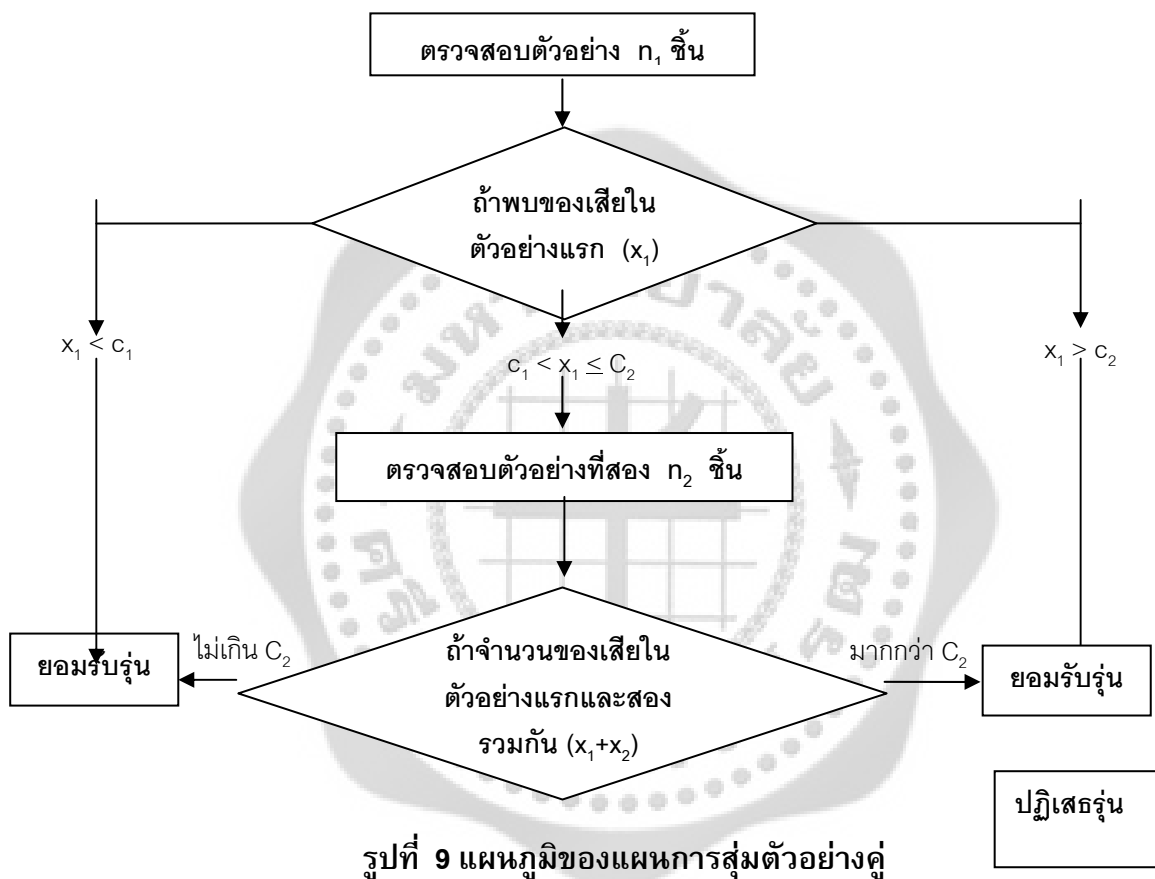 ตรวจสอบตัวอย่าง n₁ ชิ้น
ถ้าพบของเสียใน
ตัวอย่างแรก (x₁)
x₁ < c₁
c₁ < x₁ ≤ C₂
x₁ > c₂
ตรวจสอบตัวอย่างที่สอง n₂ ชิ้น
ยอมรับรุ่น
ไม่เกิน C₂
ถ้าจำนวนของเสียใน
ตัวอย่างแรกและสอง
รวมกัน (x₁+x₂)
มากกว่า C₂
ยอมรับรุ่น
ปฏิเสธรุ่น
รูปที่ 9 แผนภูมิของแผนการสุ่มตัวอย่างคู่